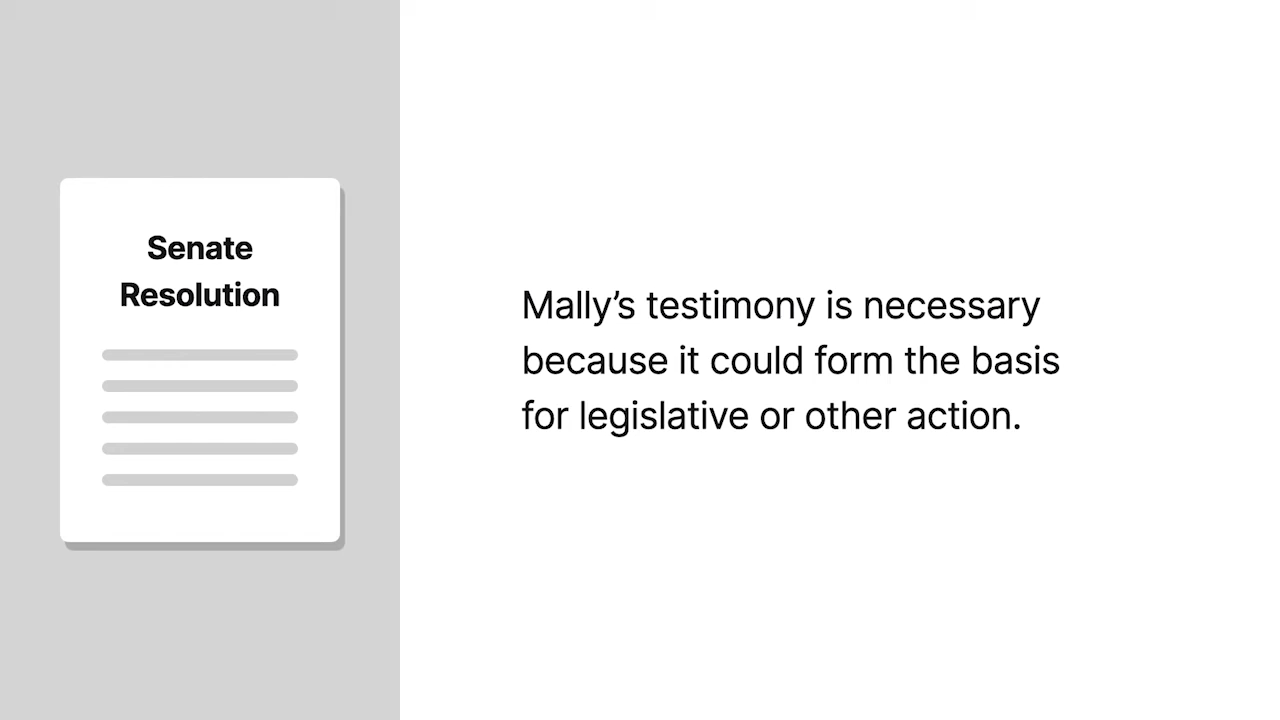 Senate
Resolution
Mally’s testimony is necessary
because it could form the basis
for legislative or other action.